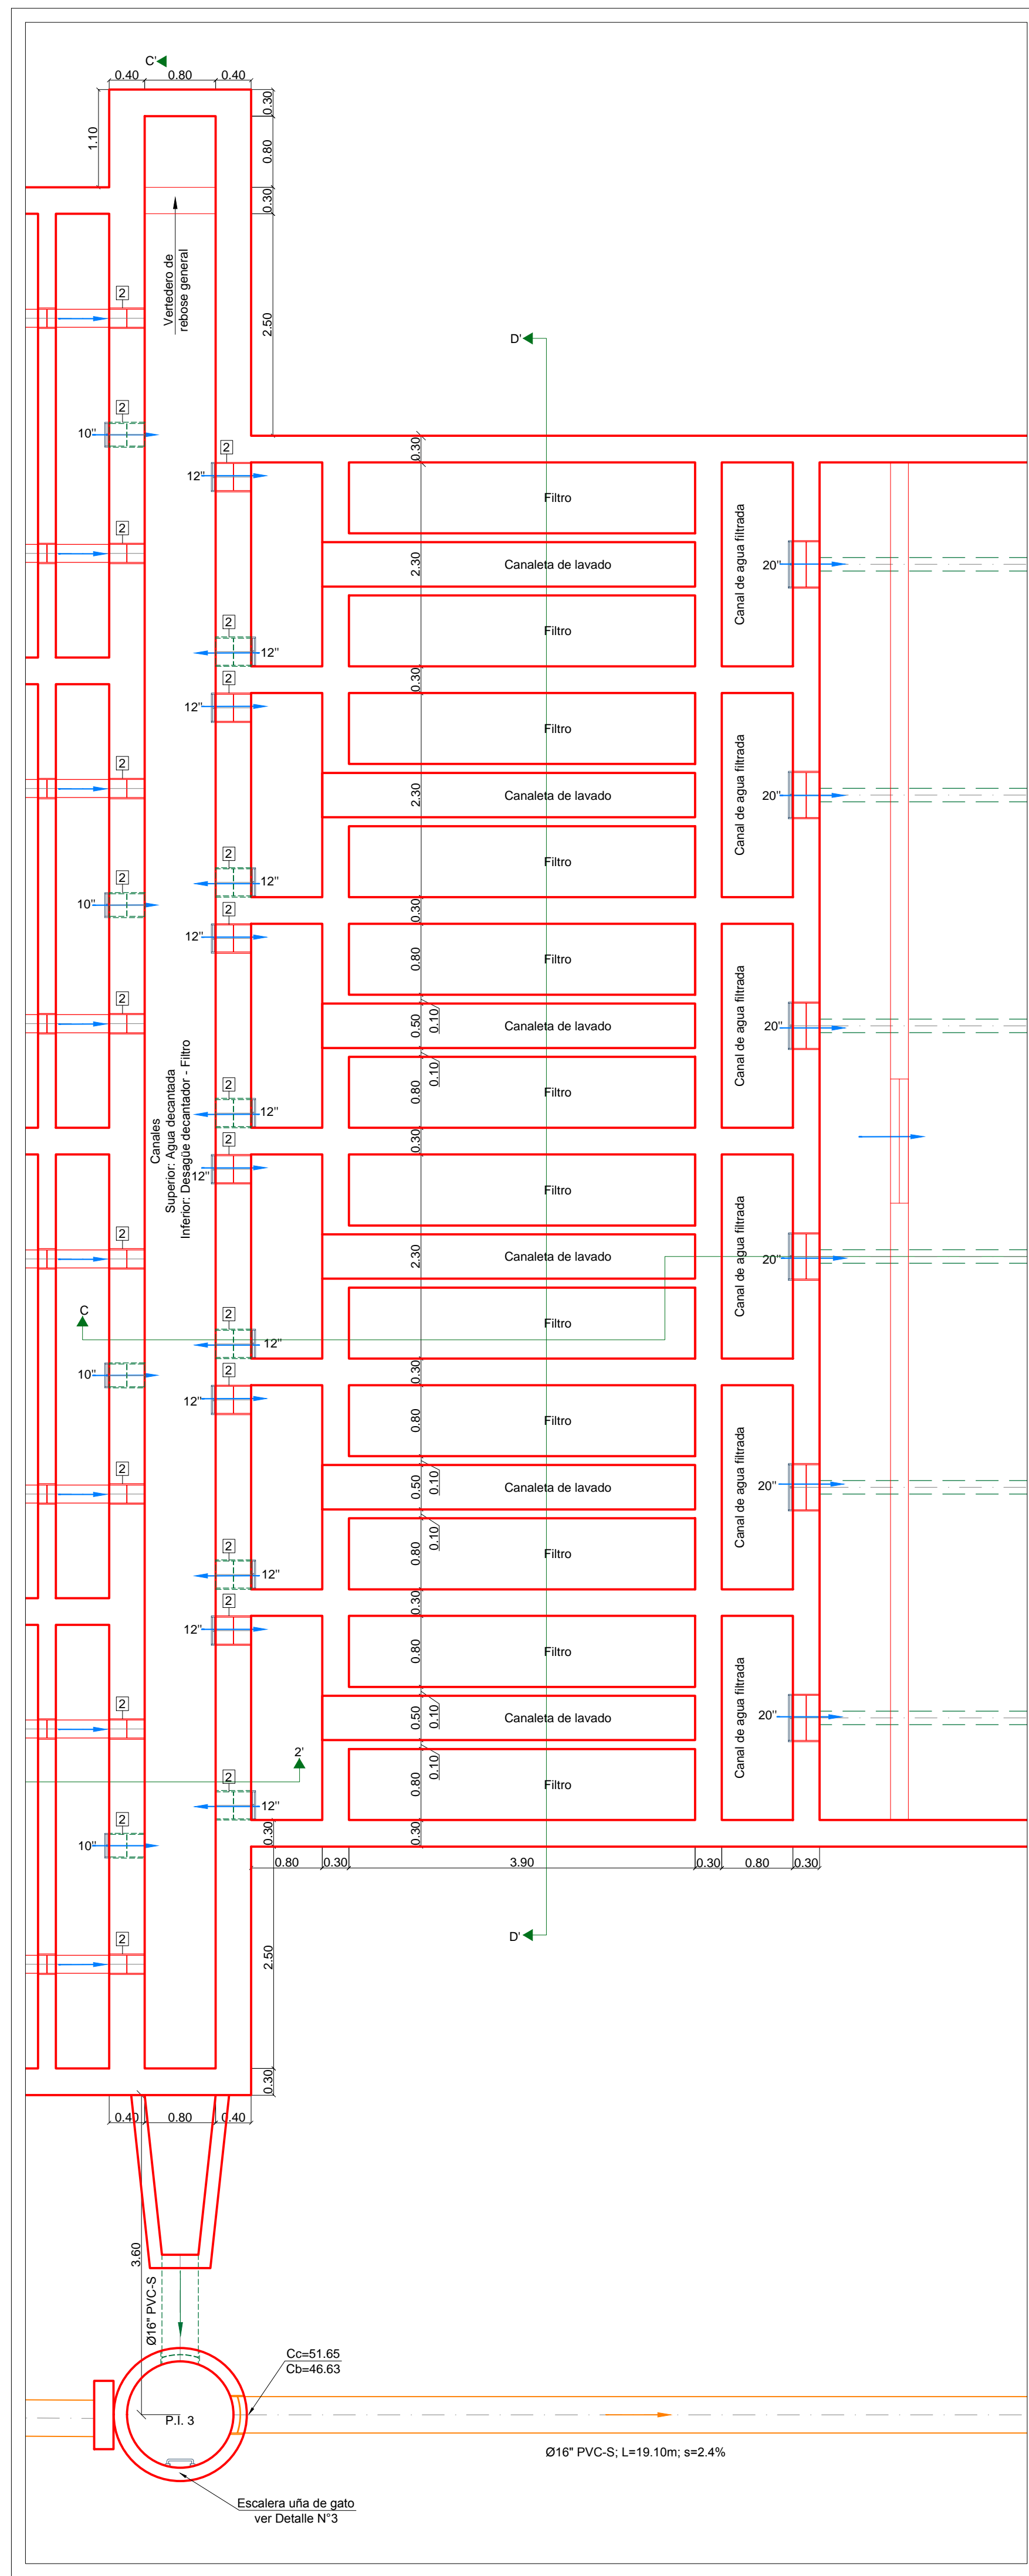 C'
0.40 0.80 0.40
0.30
1.10
0.80
0.30
Vertedero de
rebose general
2.50
2
D'
2
10"
0.30
2
12"
Filtro
Canal de agua filtrada
2
2.30
Canaleta de lavado
20"
Filtro
2
12"
0.30
2
12"
Filtro
Canal de agua filtrada
2
2.30
Canaleta de lavado
20"
Filtro
2
12"
2
10"
0.30
2
12"
0.80
Filtro
Canal de agua filtrada
2
0.50
0.10
Canaleta de lavado
20"
0.80
0.10
Filtro
Canales
Superior: Agua decantada
Inferior: Desagüe decantador - Filtro
2
12"
0.30
2
12"
Filtro
Canal de agua filtrada
2
2.30
Canaleta de lavado
20"
C
2
12"
Filtro
10"
0.30
2
12"
0.80
Filtro
Canal de agua filtrada
2
0.50
0.10
Canaleta de lavado
20"
0.80
0.10
Filtro
2
12"
0.30
2
12"
0.80
Filtro
Canal de agua filtrada
2
0.50
0.10
Canaleta de lavado
20"
2'
0.80
0.10
Filtro
2
12"
2
10"
0.30
0.30
0.80 0.30 3.90 0.30 0.80 0.30
2
D'
2.50
0.30
0.40 0.80 0.40
3.60
Ø16" PVC-S
Cc=51.65
Cb=46.63
P.I. 3
Ø16" PVC-S; L=19.10m; s=2.4%
Escalera uña de gato
ver Detalle N°3